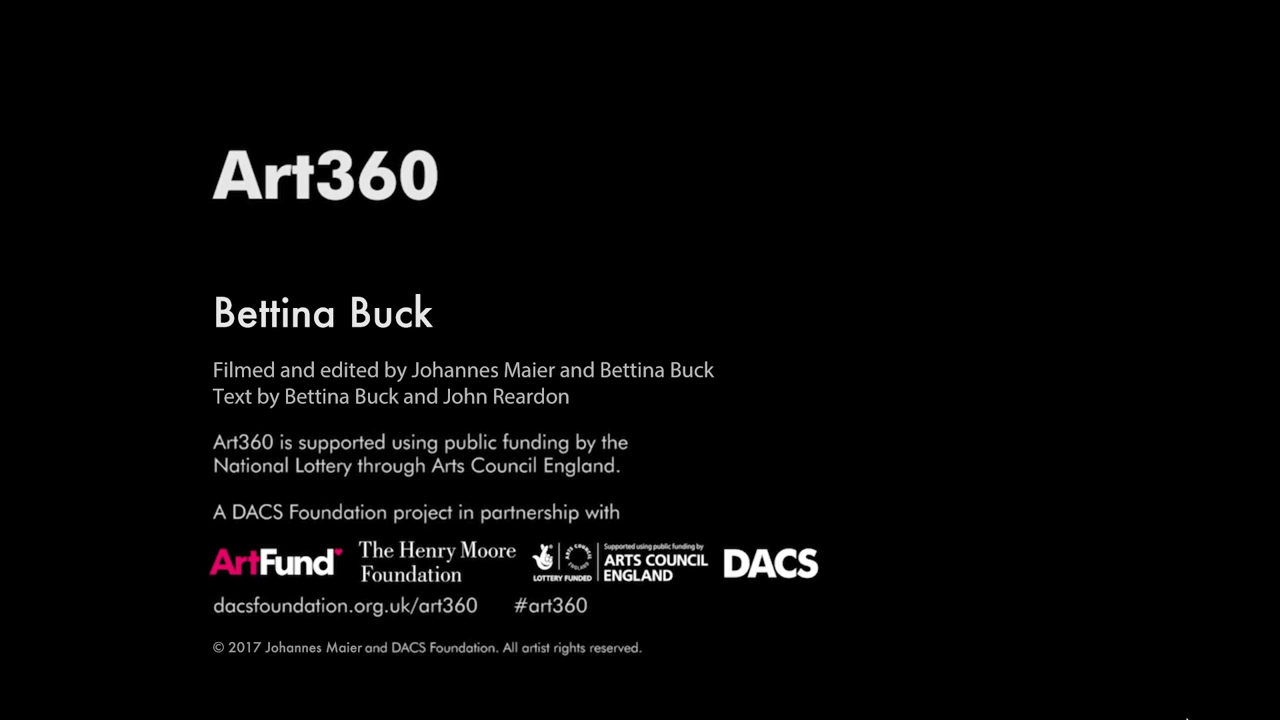 Art360
Bettina Buck
Filmed and edited by Johannes Maier and Bettina Buck
Text by Bettina Buck and John Reardon
Art360 is supported using public funding by the
National Lottery through Arts Council England.
A DACS Foundation project in partnership with
ArtFund
The Henry Moore
Foundation
LOTTERY FUNDED
ARTS COUNCIL
ENGLAND
Supported using public funding by
ARTS COUNCIL
ENGLAND
DACS
dacsfoundation.org.uk/art360 #art360
© 2017 Johannes Maier and DACS Foundation. All artist rights reserved.